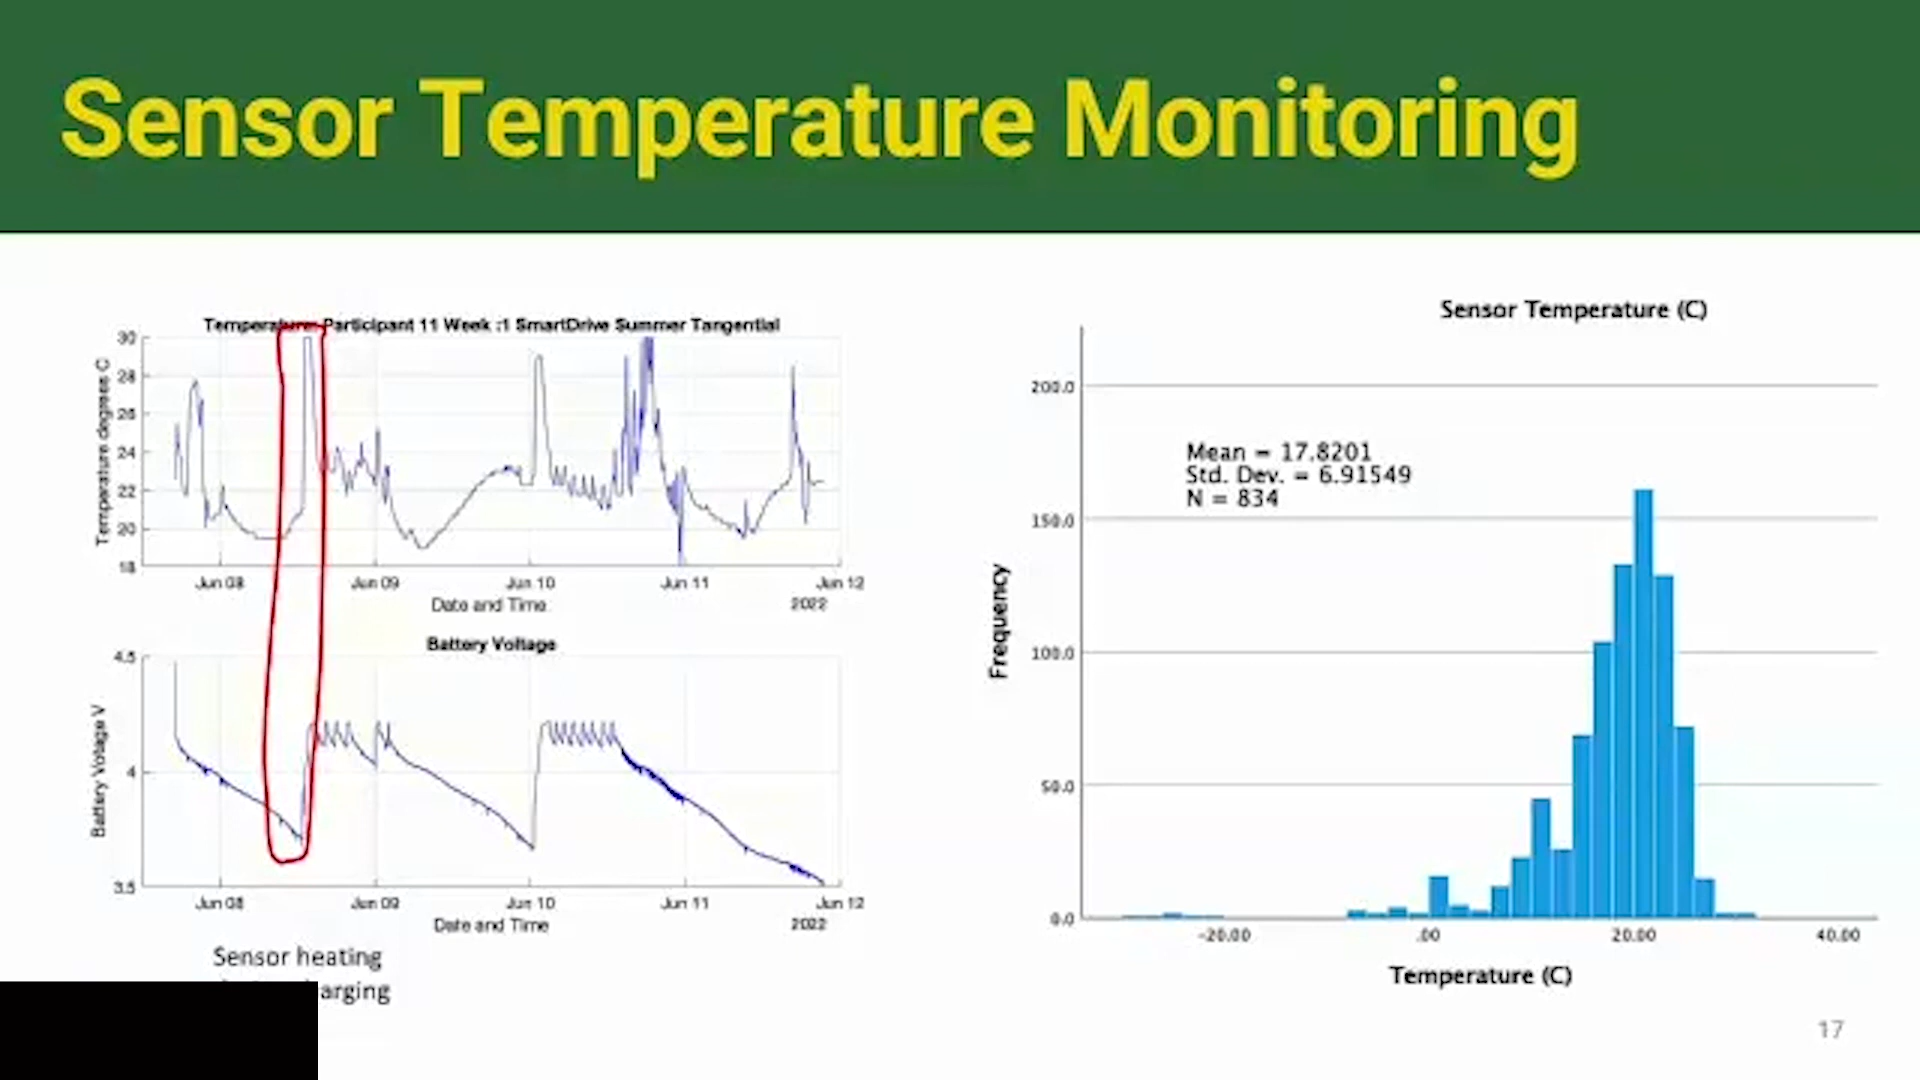 Sensor Temperature Monitoring
Temperature: Participant 11 Week :1 SmartDrive Summer Tangential
Temperature degrees C
30
28
26
24
22
20
18
Jun 08
Jun 09
Jun 10
Jun 11
Jun 12
Date and Time
2022
Battery Voltage
Battery Votage V
4.5
4
3.5
Jun 08
Jun 09
Jun 10
Jun 11
Jun 12
Date and Time
2022
Sensor heating
arging
Sensor Temperature (C)
Mean = 17.8201
Std. Dev. = 6.91549
N = 834
Frequency
200.0
150.0
100.0
50.0
0.0
-20.00
.00
20.00
40.00
Temperature (C)
17